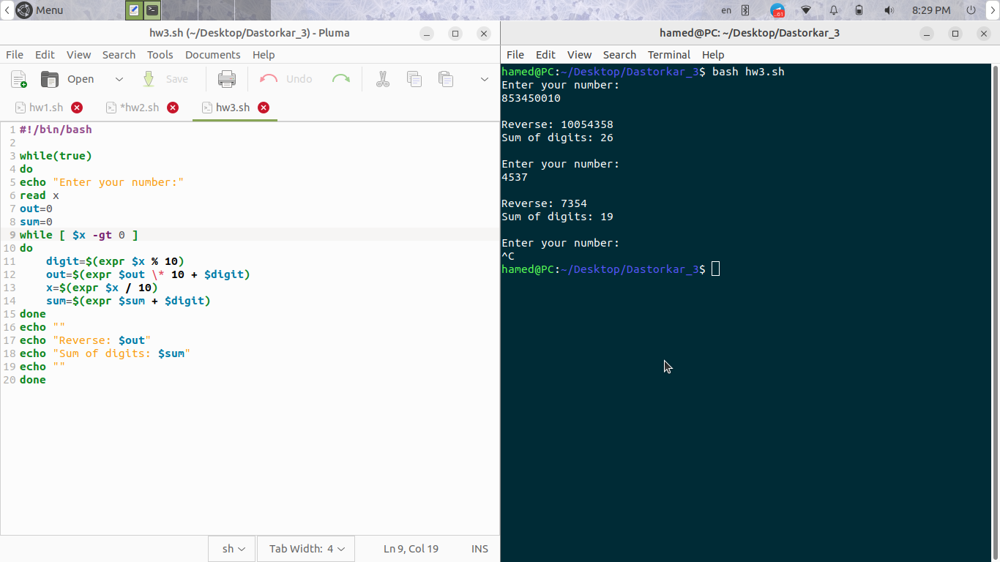 Menu
en
61
8:29 PM
hw3.sh (~/Desktop/Dastorkar_3) - Pluma
File Edit View Search Tools Documents Help
Open Save Undo
hw1.sh *hw2.sh hw3.sh
1 #!/bin/bash
2
3 while(true)
4 do
5 echo "Enter your number:"
6 read x
7 out=0
8 sum=0
9 while [ $x -gt 0 ]
10 do
11     digit=$(expr $x % 10)
12     out=$(expr $out \* 10 + $digit)
13     x=$(expr $x / 10)
14     sum=$(expr $sum + $digit)
15 done
16 echo ""
17 echo "Reverse: $out"
18 echo "Sum of digits: $sum"
19 echo ""
20 done
sh Tab Width: 4 Ln 9, Col 19 INS
hamed@PC: ~/Desktop/Dastorkar_3
File Edit View Search Terminal Help
hamed@PC:~/Desktop/Dastorkar_3$ bash hw3.sh
Enter your number:
853450010
Reverse: 10054358
Sum of digits: 26
Enter your number:
4537
Reverse: 7354
Sum of digits: 19
Enter your number:
^C
hamed@PC:~/Desktop/Dastorkar_3$